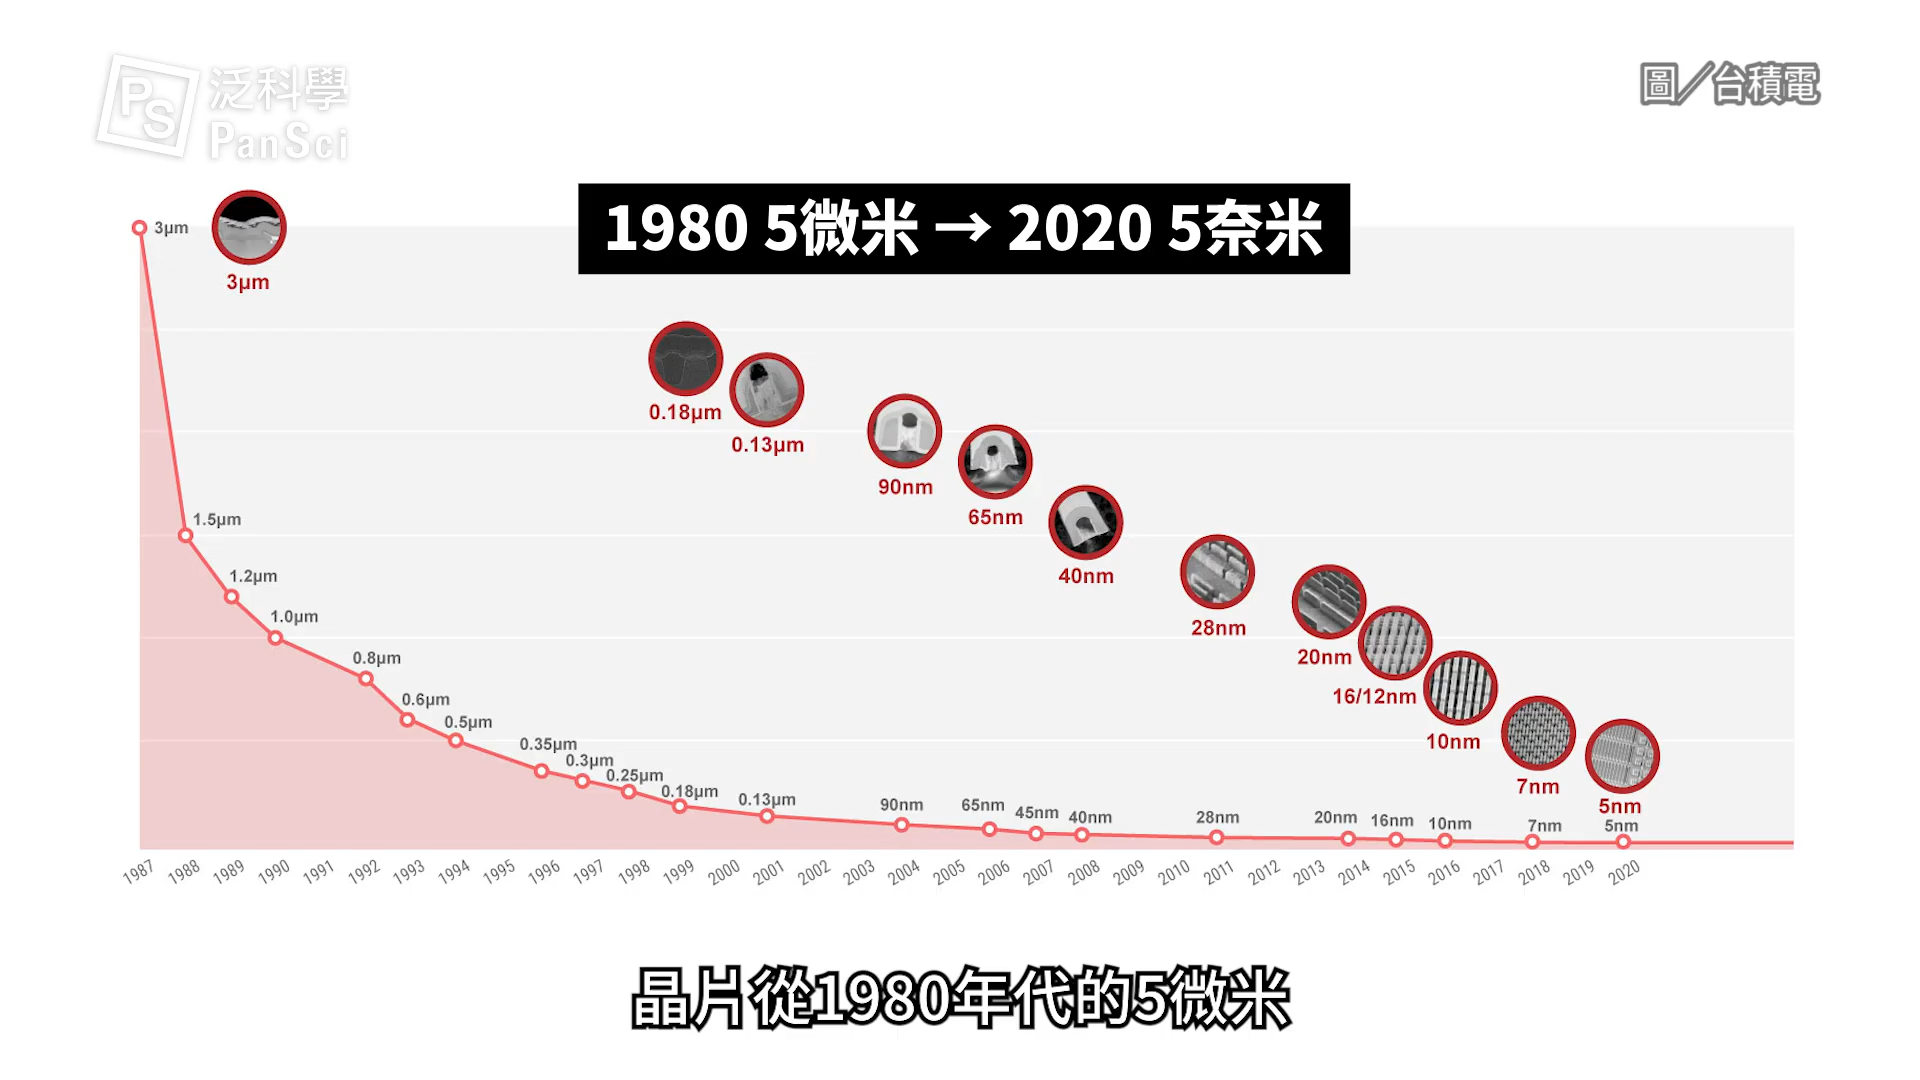 泛科學
PS
PanSci
圖／台積電
1980 5微米 → 2020 5奈米
3μm
3μm
0.18μm
0.13μm
90nm
65nm
40nm
28nm
20nm
16/12nm
10nm
7nm
5nm
1.5μm
1.2μm
1.0μm
0.8μm
0.6μm
0.5μm
0.35μm
0.3μm
0.25μm
0.18μm
0.13μm
90nm
65nm
45nm
40nm
28nm
20nm
16nm
10nm
7nm
5nm
1987 1988 1989 1990 1991 1992 1993 1994 1995 1996 1997 1998 1999 2000 2001 2002 2003 2004 2005 2006 2007 2008 2009 2010 2011 2012 2013 2014 2015 2016 2017 2018 2019 2020
晶片從1980年代的5微米